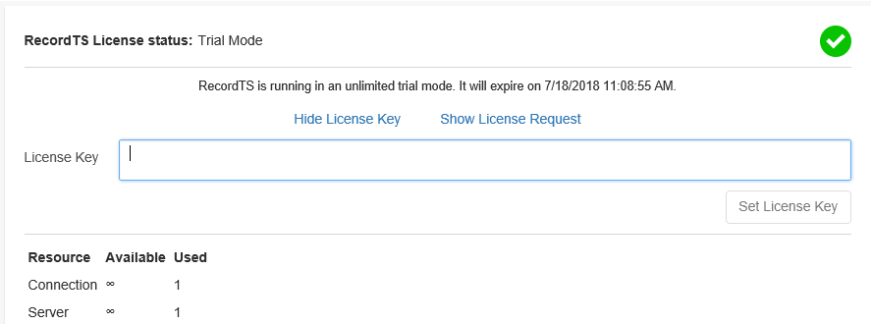 RecordTS License status: Trial Mode
RecordTS is running in an unlimited trial mode. It will expire on 7/18/2018 11:08:55 AM.
Hide License Key Show License Request
License Key
Set License Key
Resource Available Used
Connection ∞ 1
Server ∞ 1